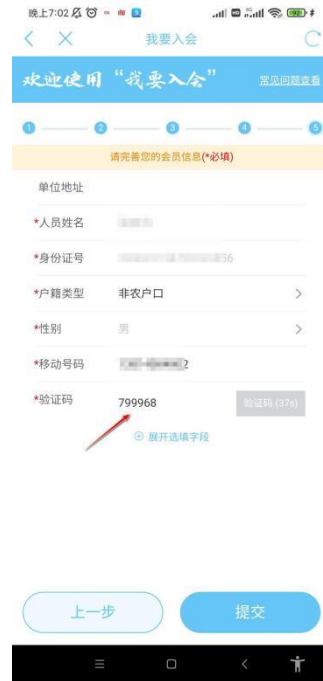 晚上7:02
我要入会
欢迎使用“我要入会” 常见问题查看
1 2 3 4 5
请完善您的会员信息(*必填)
单位地址
*人员姓名
*身份证号 56
*户籍类型 非农户口
*性别 男
*移动号码 2
*验证码 799968 验证码(37s)
展开选填字段
上一步 提交